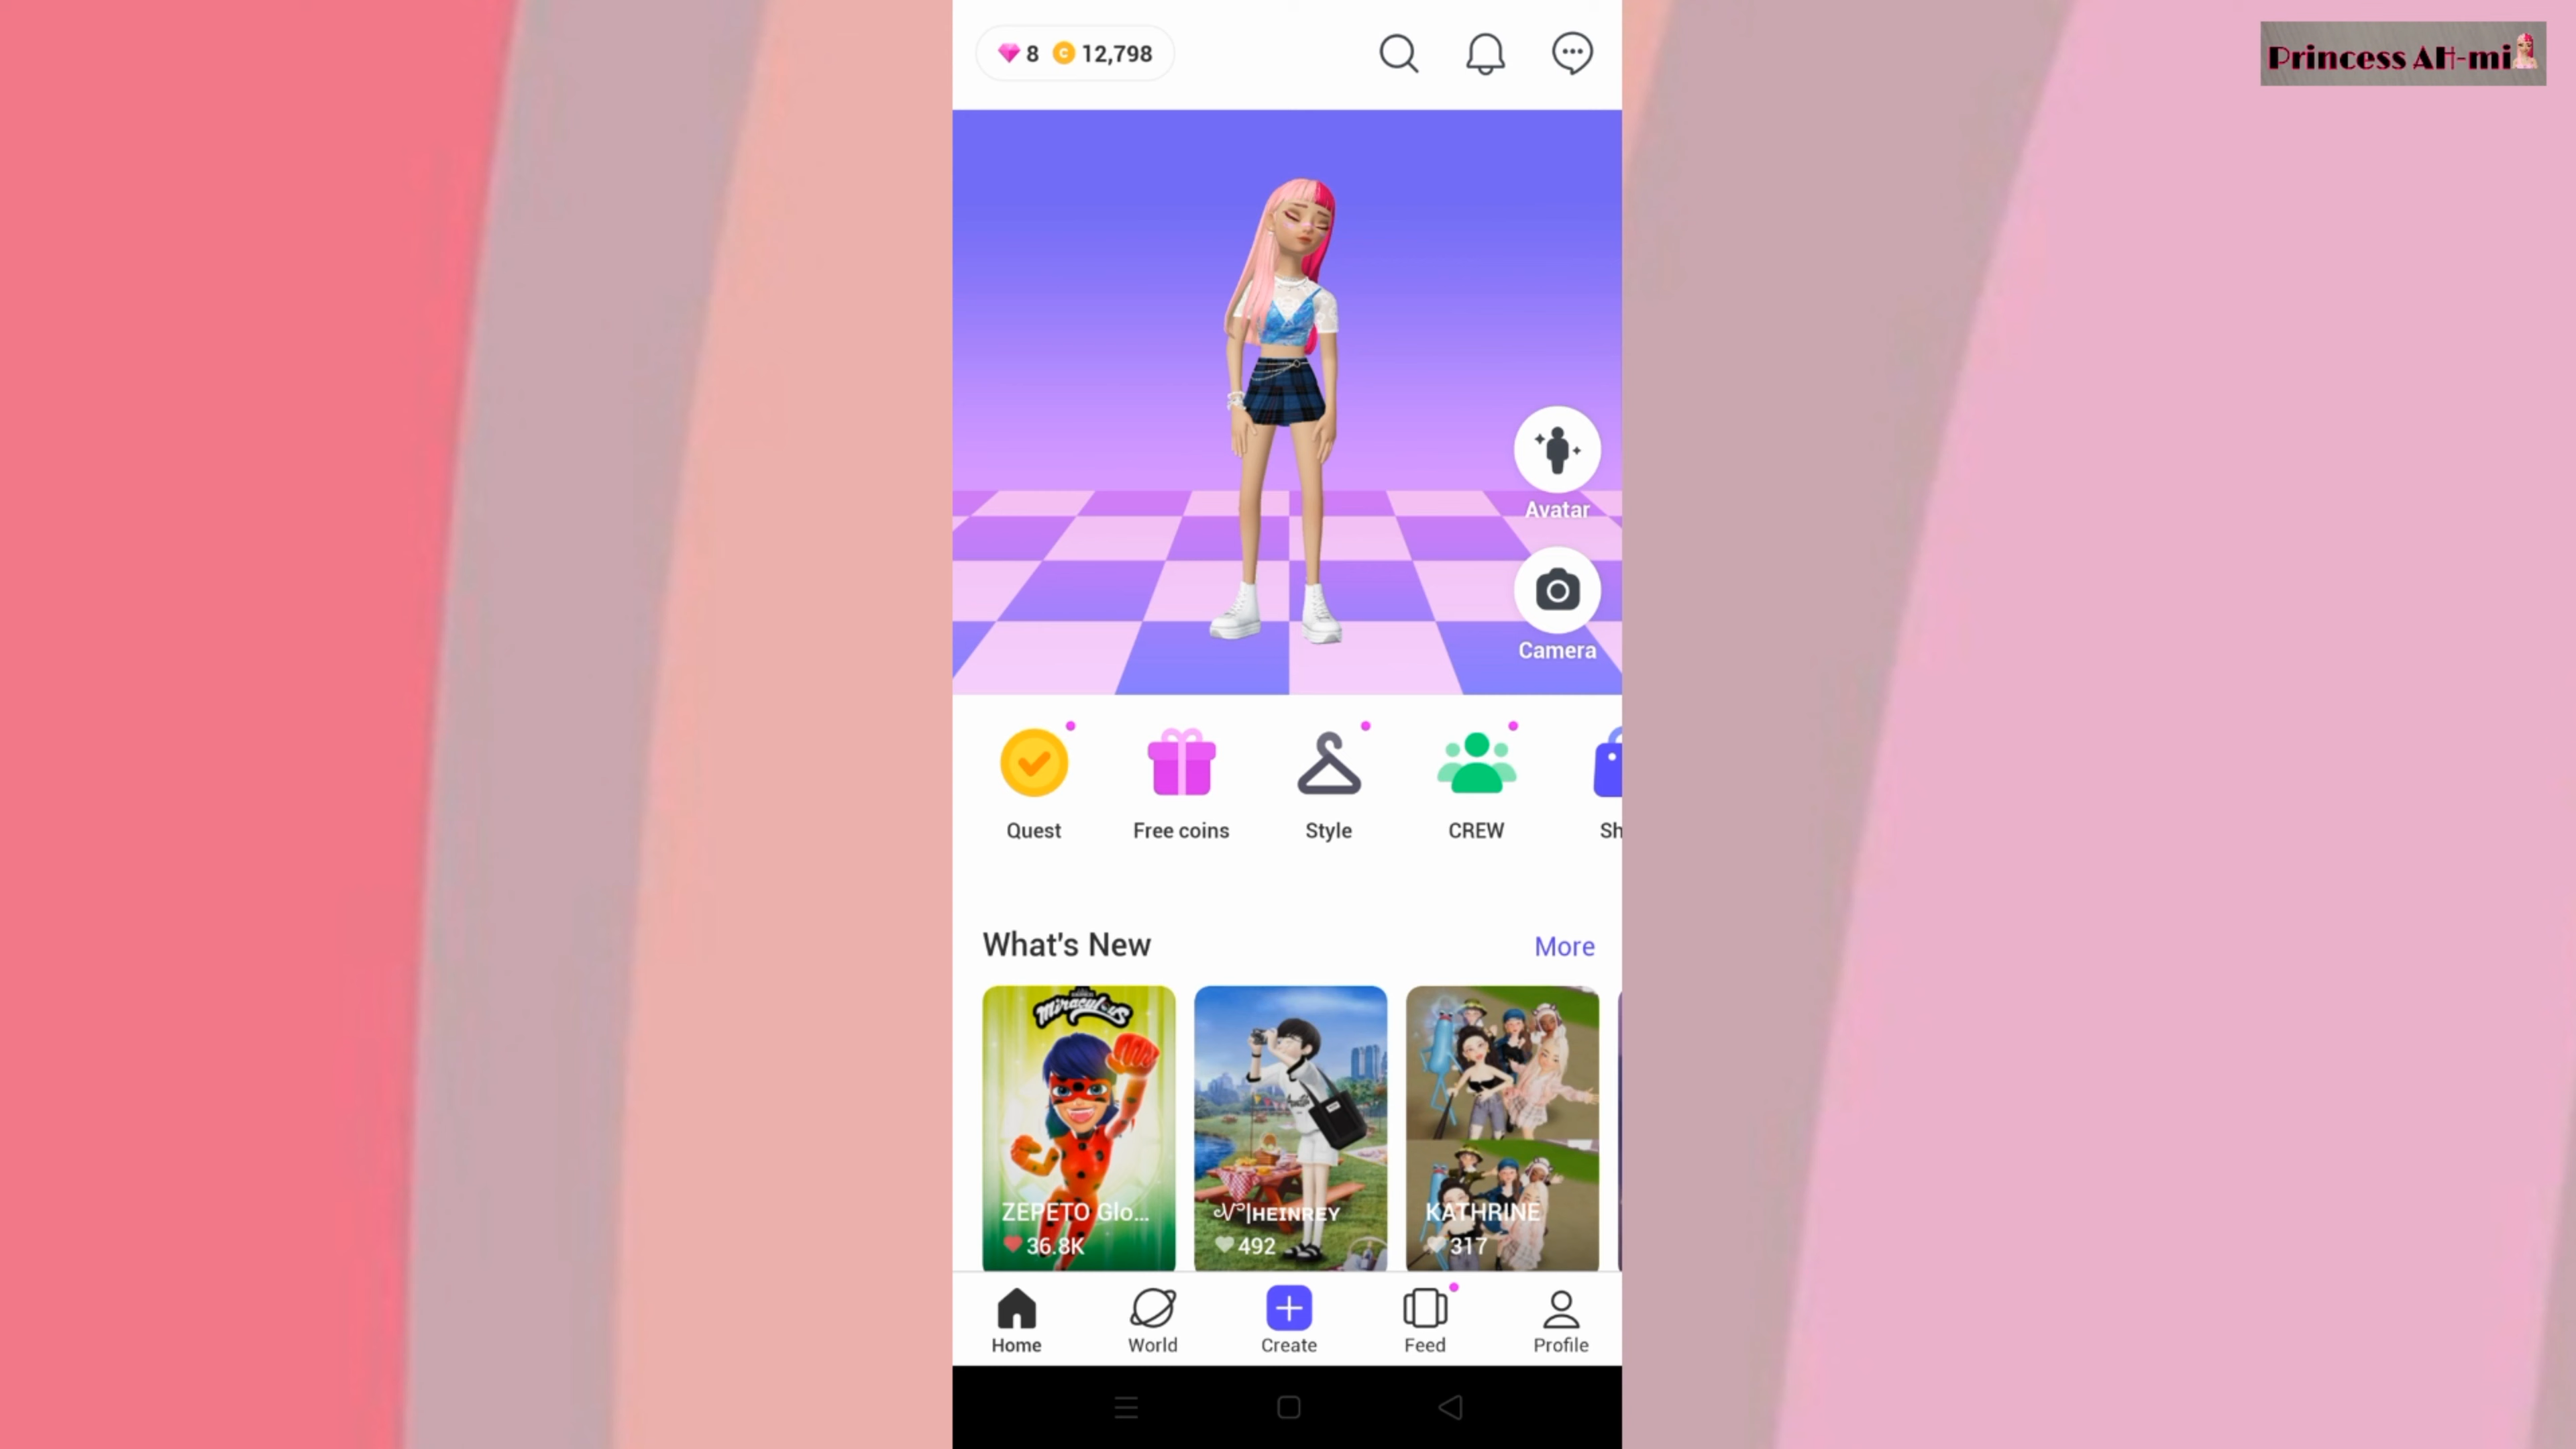 8 12,798
Princess AH-mi
Avatar
Camera
Quest Free coins Style CREW Sh
What's New More
Miraculous
ZEPETO Glo...
36.8K
HEINREY
492
KATHRINE
317
Home World Create Feed Profile